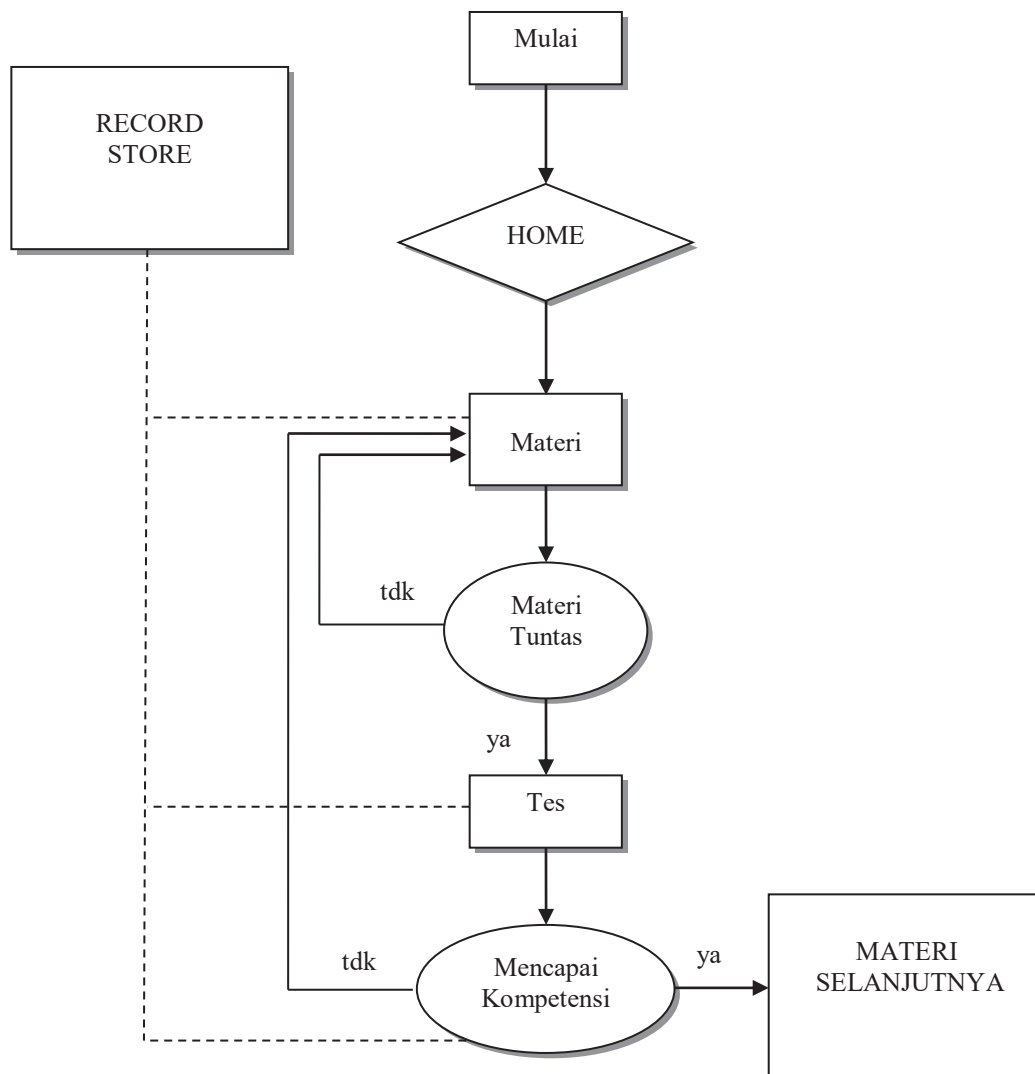 Mulai
RECORD
STORE
HOME
Materi
tdk
Materi
Tuntas
ya
Tes
tdk
Mencapai
Kompetensi
ya
MATERI
SELANJUTNYA